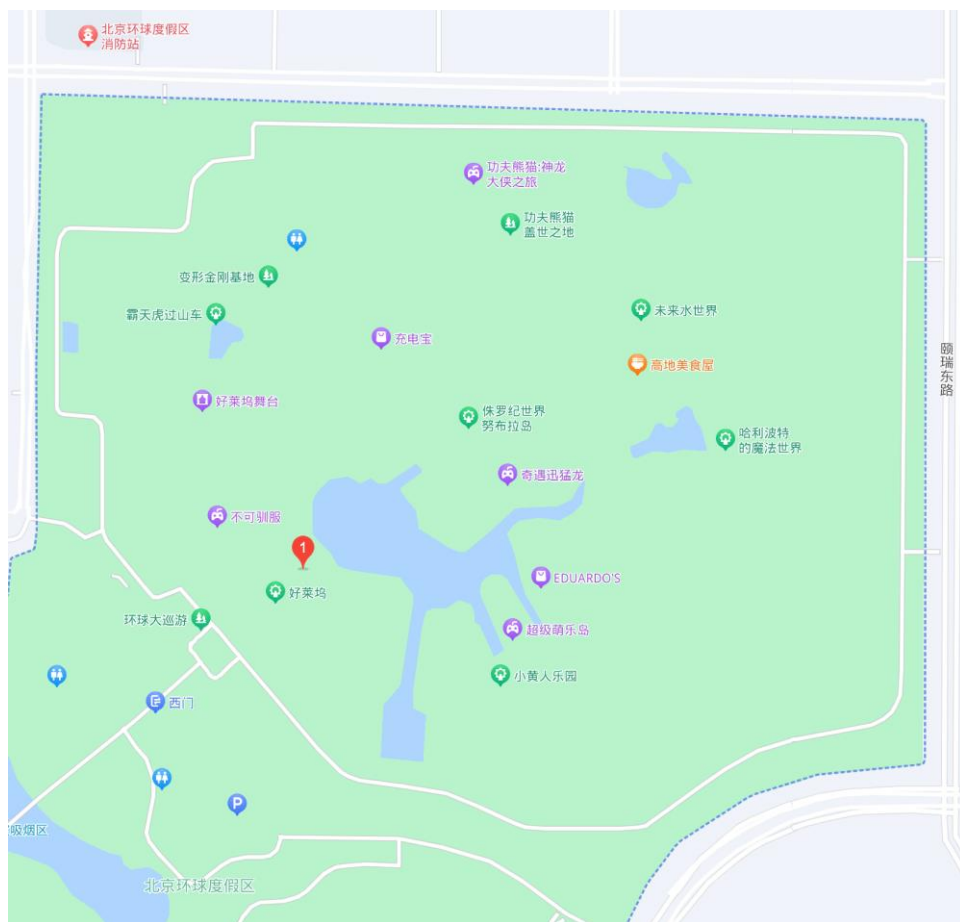 北京环球度假区
消防站
功夫熊猫:神龙
大侠之旅
功夫熊猫
盖世之地
变形金刚基地
霸天虎过山车
未来水世界
充电宝
高地美食屋
颐瑞东路
好莱坞舞台
侏罗纪世界
努布拉岛
哈利波特
的魔法世界
奇遇迅猛龙
不可驯服
1
EDUARDO'S
好莱坞
环球大巡游
超级萌乐岛
小黄人乐园
西门
P
吸烟区
北京环球度假区